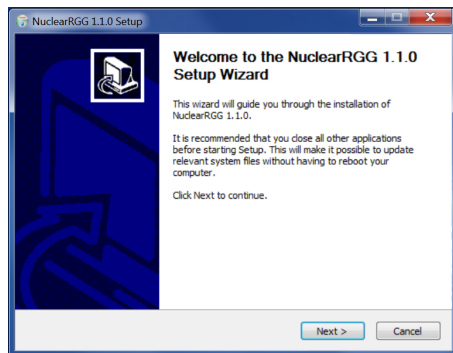 NuclearRGG 1.1.0 Setup
Welcome to the NuclearRGG 1.1.0
Setup Wizard
This wizard will guide you through the installation of
NuclearRGG 1.1.0.
It is recommended that you close all other applications
before starting Setup. This will make it possible to update
relevant system files without having to reboot your
computer.
Click Next to continue.
Next >
Cancel